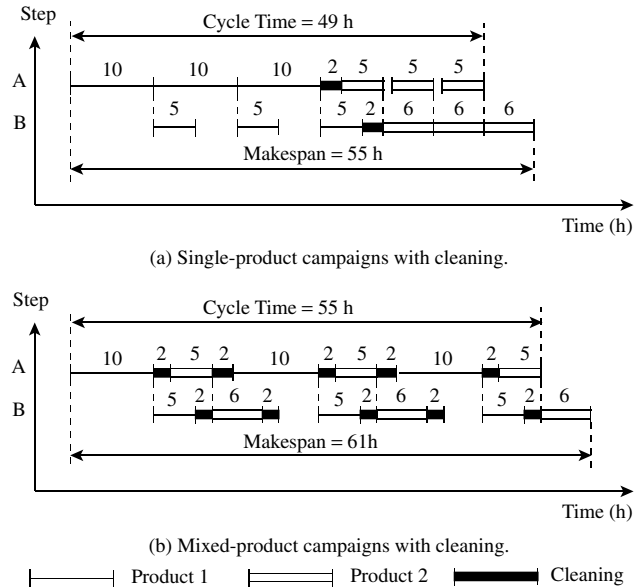 Step
Cycle Time = 49 h
A 10 10 10 2 5 5 5
B 5 5 5 2 6 6 6
Makespan = 55 h
Time (h)
(a) Single-product campaigns with cleaning.
Step
Cycle Time = 55 h
A 10 2 5 2 10 2 5 2 10 2 5
B 5 2 6 2 5 2 6 2 5 2 6
Makespan = 61h
Time (h)
(b) Mixed-product campaigns with cleaning.
Product 1 Product 2 Cleaning